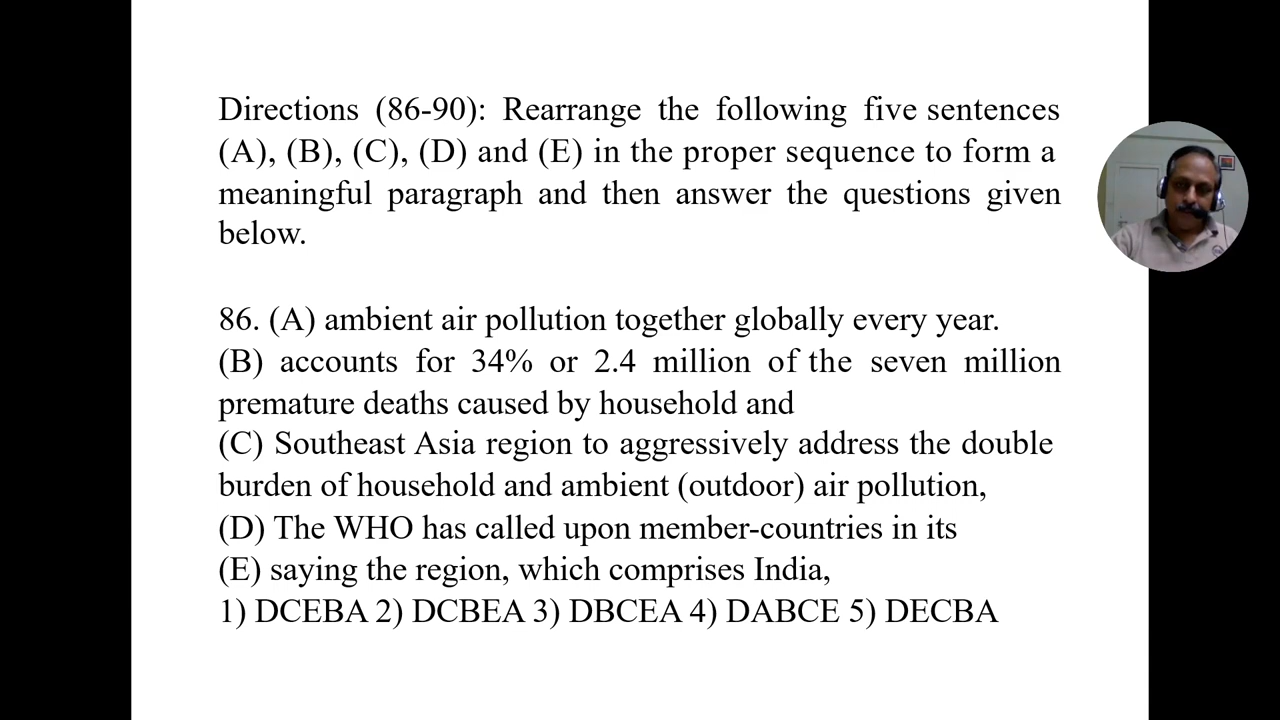 Directions (86-90): Rearrange the following five sentences
(A), (B), (C), (D) and (E) in the proper sequence to form a
meaningful paragraph and then answer the questions given
below.
86. (A) ambient air pollution together globally every year.
(B) accounts for 34% or 2.4 million of the seven million
premature deaths caused by household and
(C) Southeast Asia region to aggressively address the double
burden of household and ambient (outdoor) air pollution,
(D) The WHO has called upon member-countries in its
(E) saying the region, which comprises India,
1) DCEBA 2) DCBEA 3) DBCEA 4) DABCE 5) DECBA